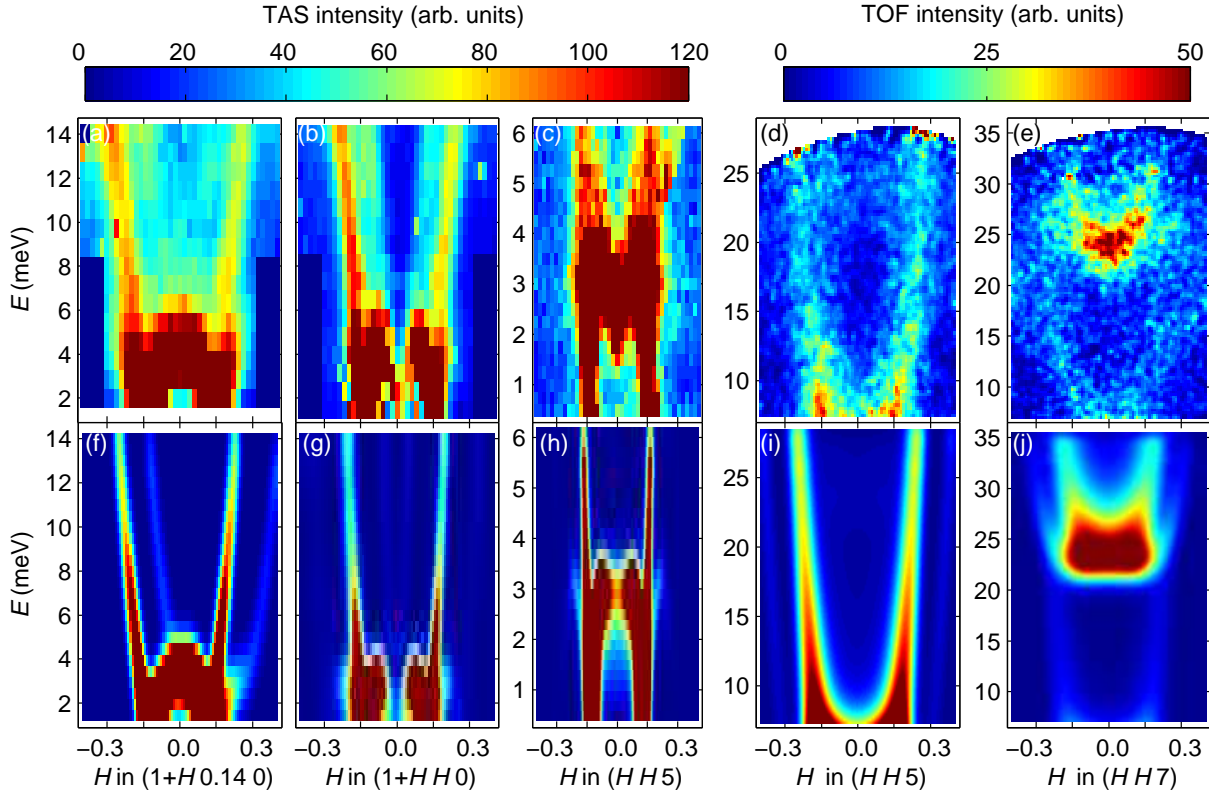 TAS intensity (arb. units) TOF intensity (arb. units)
0 20 40 60 80 100 120 0 25 50
(a) (b) (c) (d) (e)
14 12 10 8 6 4 2
E (meV)
6 5 4 3 2 1
25 20 15 10
35 30 25 20 15 10
(f) (g) (h) (i) (j)
14 12 10 8 6 4 2
E (meV)
6 5 4 3 2 1
25 20 15 10
35 30 25 20 15 10
−0.3 0.0 0.3 −0.3 0.0 0.3 −0.3 0.0 0.3 −0.3 0.0 0.3 −0.3 0.0 0.3
H in (1+H 0.14 0) H in (1+H H 0) H in (H H 5) H in (H H 5) H in (H H 7)